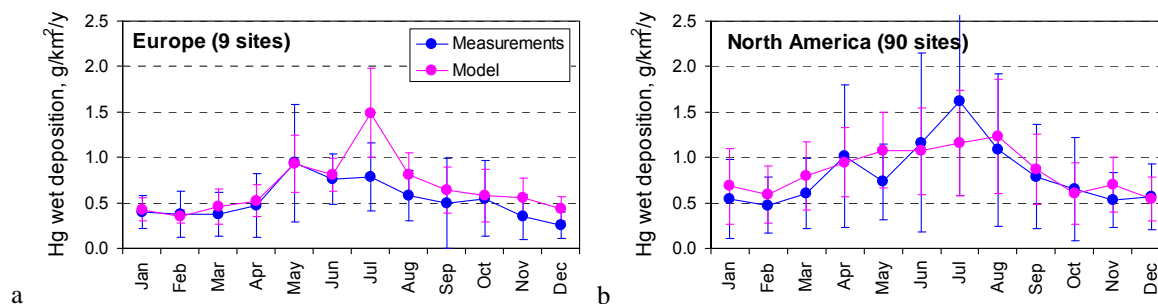 Europe (9 sites)
Measurements
Model
Hg wet deposition, g/km²/y
2.5
2.0
1.5
1.0
0.5
0.0
Jan
Feb
Mar
Apr
May
Jun
Jul
Aug
Sep
Oct
Nov
Dec
a
North America (90 sites)
Hg wet deposition, g/km²/y
2.5
2.0
1.5
1.0
0.5
0.0
Jan
Feb
Mar
Apr
May
Jun
Jul
Aug
Sep
Oct
Nov
Dec
b